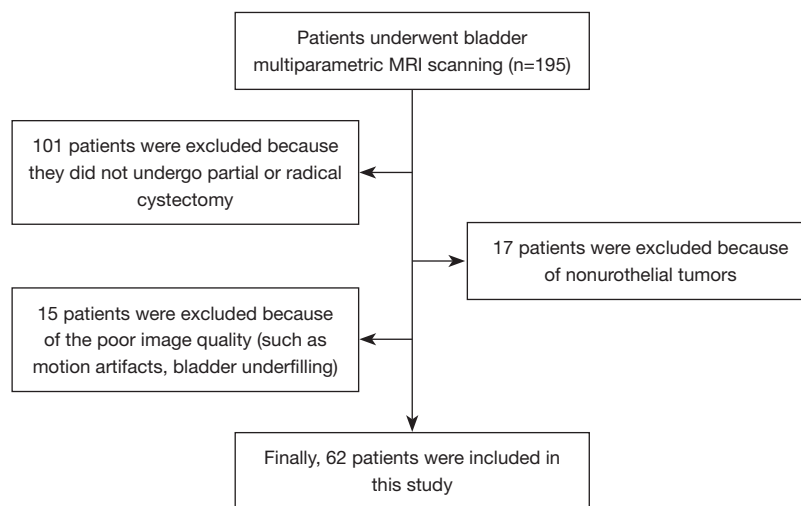 Patients underwent bladder
multiparametric MRI scanning (n=195)
101 patients were excluded because
they did not undergo partial or radical
cystectomy
17 patients were excluded because
of nonurothelial tumors
15 patients were excluded because
of the poor image quality (such as
motion artifacts, bladder underfilling)
Finally, 62 patients were included in
this study